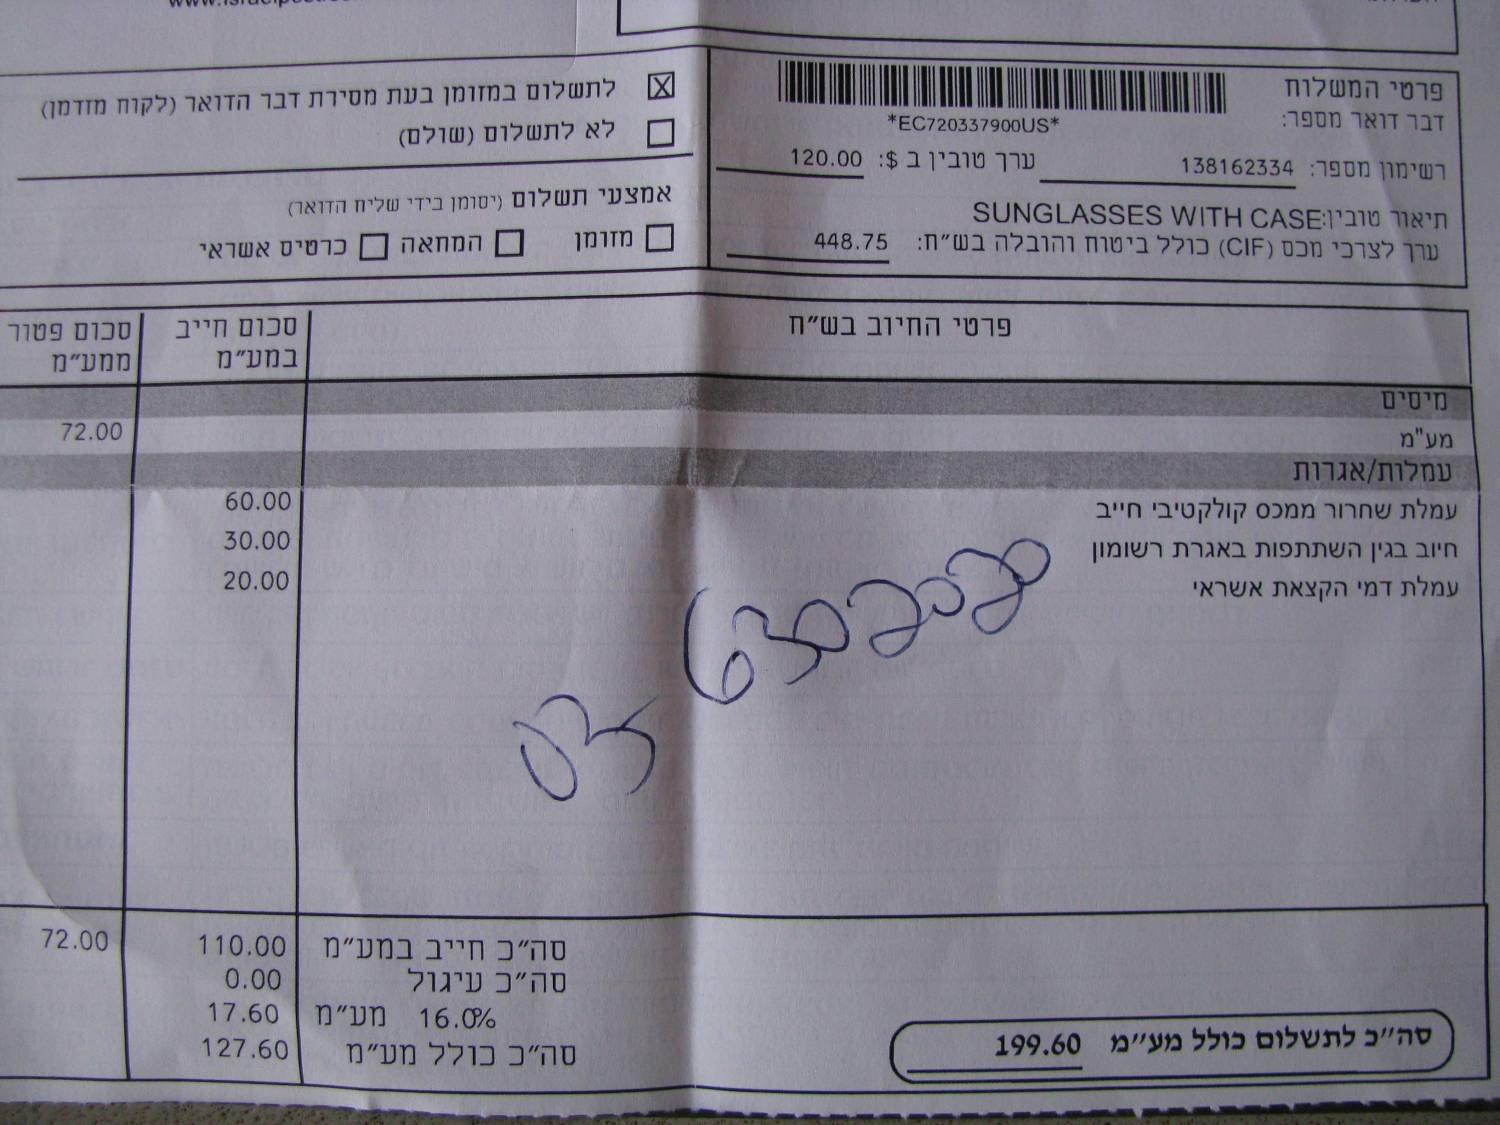 פרטי המשלוח
דבר דואר מספר:
*EC720337900US*
רשימון מספר: 138162334 ערך טובין ב $: 120.00
תיאור טובין: SUNGLASSES WITH CASE
ערך לצרכי מכס (CIF) כולל ביטוח והובלה בש״ח: 448.75
☒ לתשלום במזומן בעת מסירת דבר הדואר (לקוח מזדמן)
☐ לא לתשלום (שולם)
אמצעי תשלום (יסומן בידי שליח הדואר)
☐ מזומן ☐ המחאה ☐ כרטיס אשראי
פרטי החיוב בש״ח סכום חייב במע״מ סכום פטור ממע״מ
מיסים
מע"מ 72.00
עמלות/אגרות
עמלת שחרור ממכס קולקטיבי חייב 60.00
חיוב בגין השתתפות באגרת רשומון 30.00
עמלת דמי הקצאת אשראי 20.00
סה״כ חייב במע״מ 110.00 72.00
סה״כ עיגול 0.00
מע״מ 16.0% 17.60
סה״כ כולל מע״מ 127.60
סה״כ לתשלום כולל מע״מ 199.60